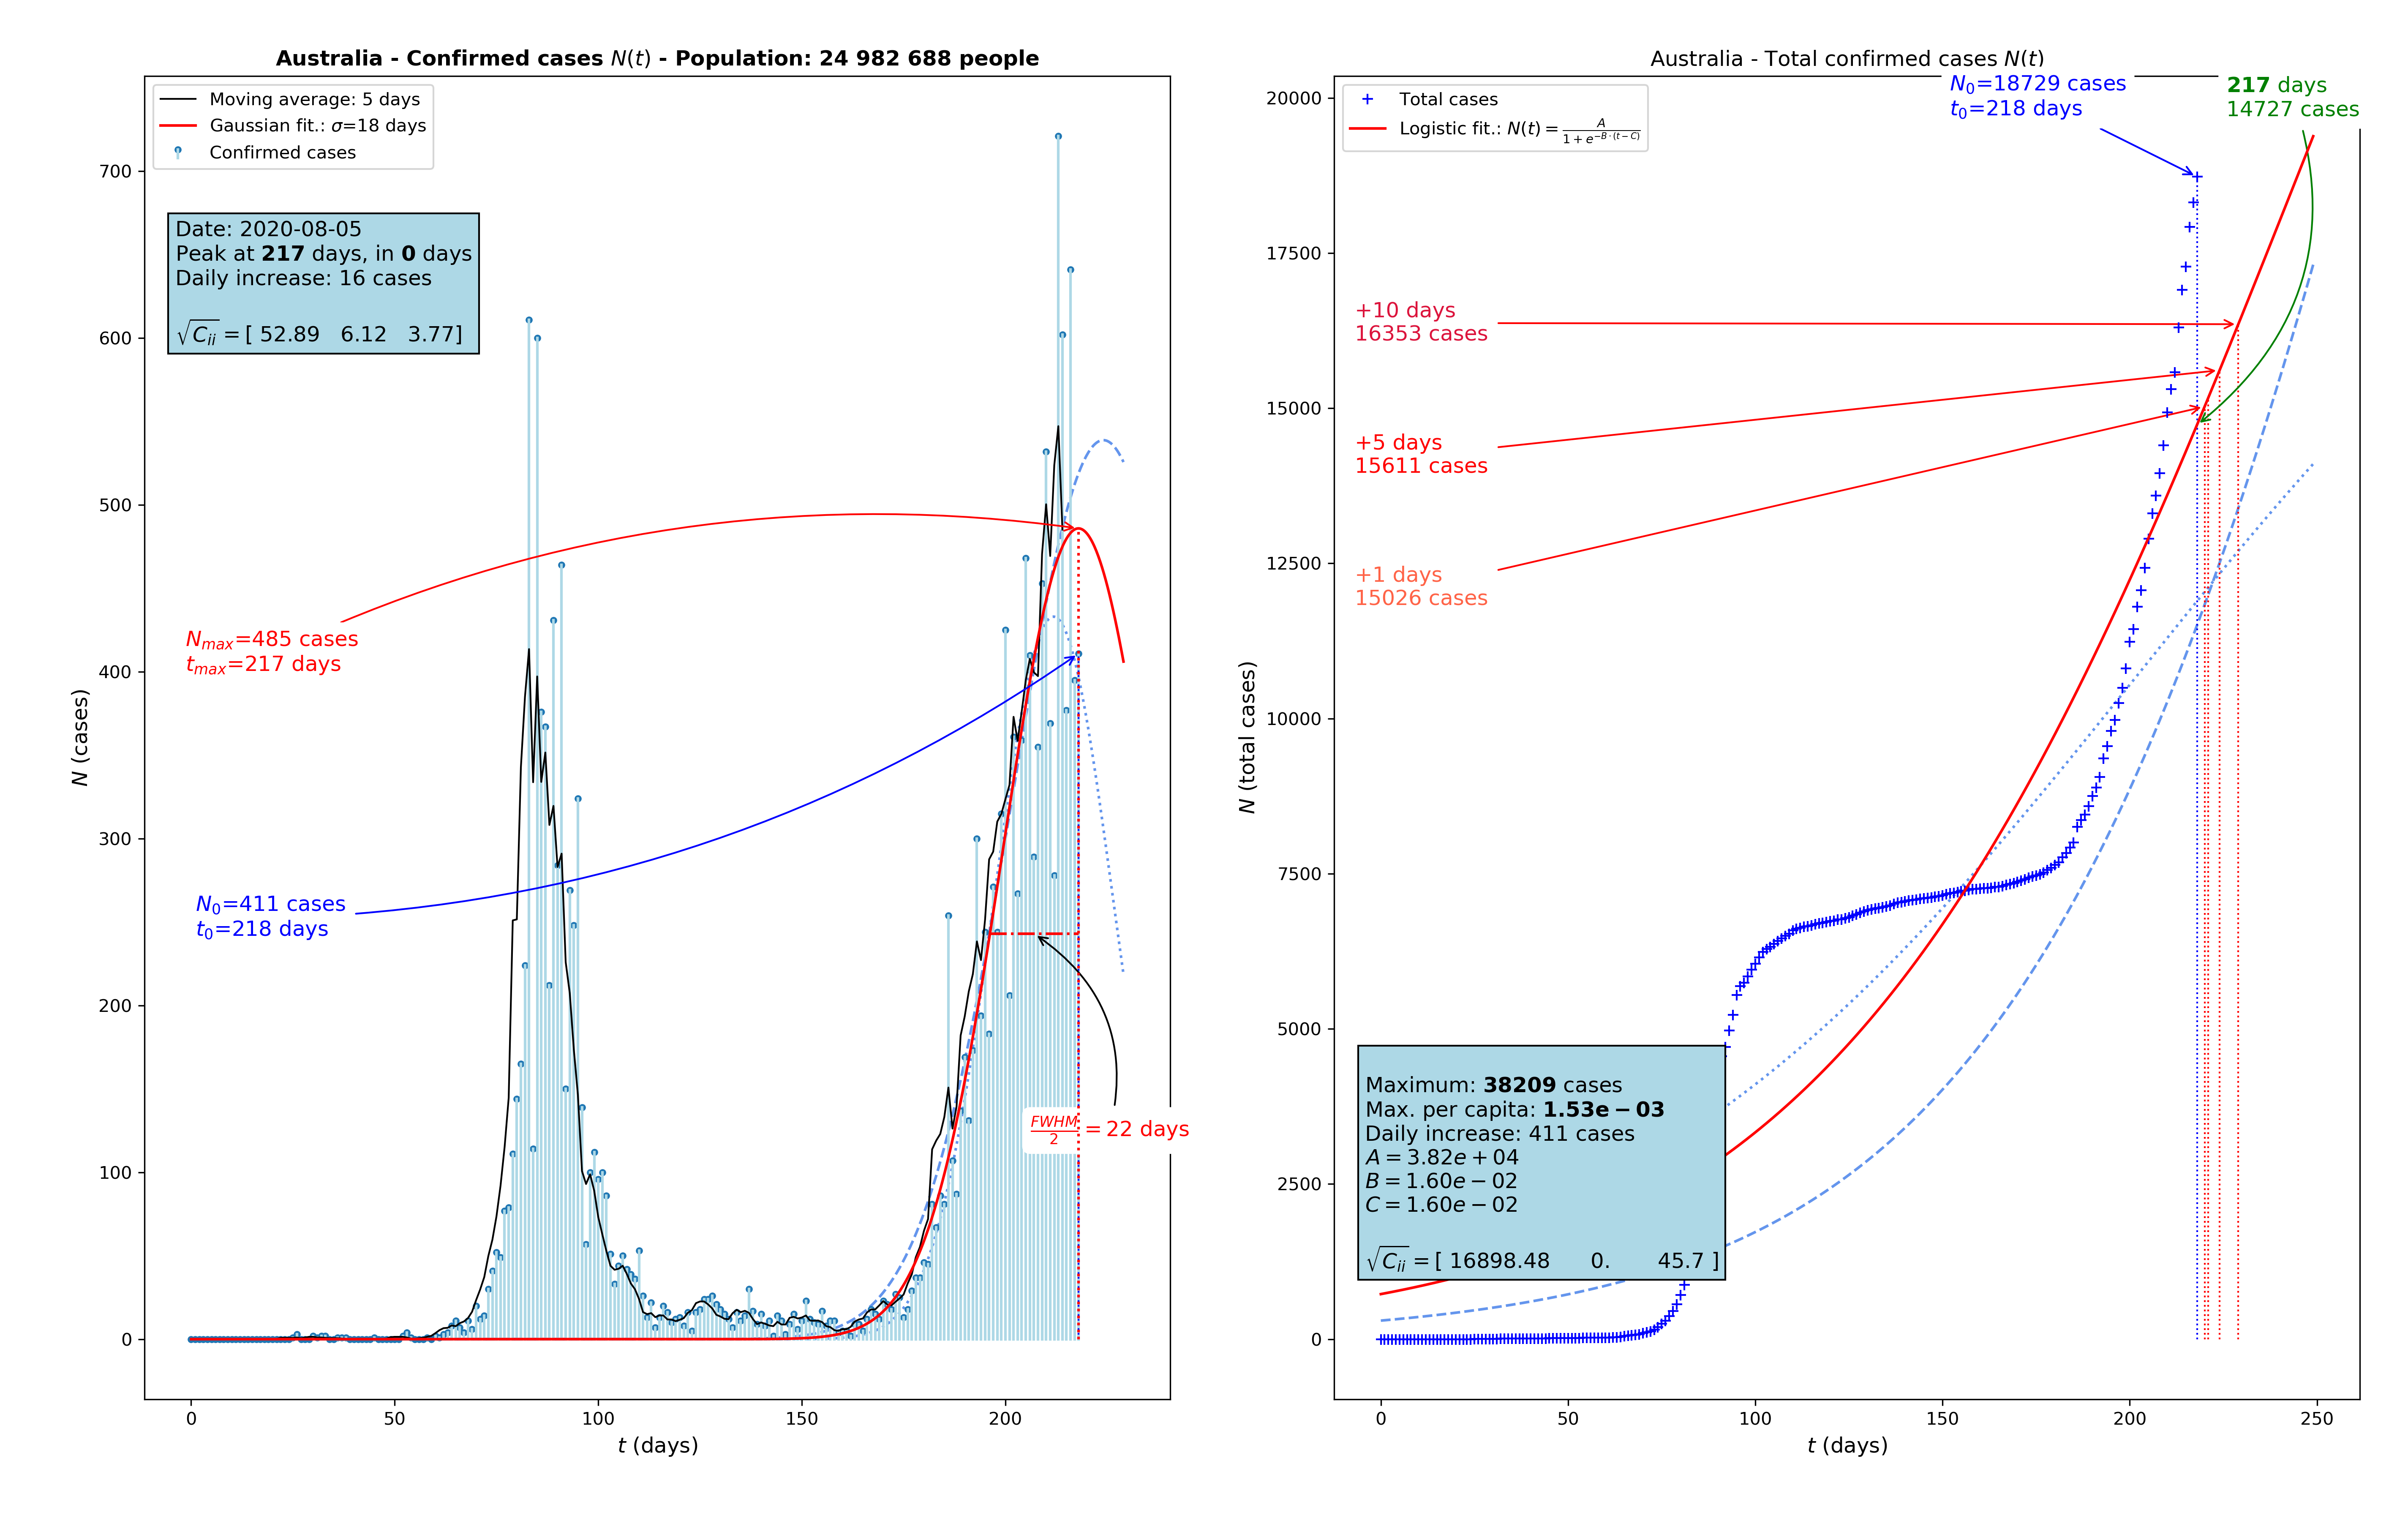 Australia - Confirmed cases N(t) - Population: 24 982 688 people
Moving average: 5 days
Gaussian fit.: σ=18 days
Confirmed cases
Date: 2020-08-05
Peak at 217 days, in 0 days
Daily increase: 16 cases
√C_ii = [ 52.89 6.12 3.77]
N_max=485 cases
t_max=217 days
N_0=411 cases
t_0=218 days
FWHM/2 = 22 days
N (cases)
700
600
500
400
300
200
100
0
0 50 100 150 200
t (days)
Australia - Total confirmed cases N(t)
Total cases
Logistic fit.: N(t) = A/(1+e^{-B·(t-C)})
N_0=18729 cases
t_0=218 days
217 days
14727 cases
+10 days
16353 cases
+5 days
15611 cases
+1 days
15026 cases
Maximum: 38209 cases
Max. per capita: 1.53e − 03
Daily increase: 411 cases
A = 3.82e + 04
B = 1.60e − 02
C = 1.60e − 02
√C_ii = [ 16898.48 0. 45.7 ]
N (total cases)
20000
17500
15000
12500
10000
7500
5000
2500
0
0 50 100 150 200 250
t (days)